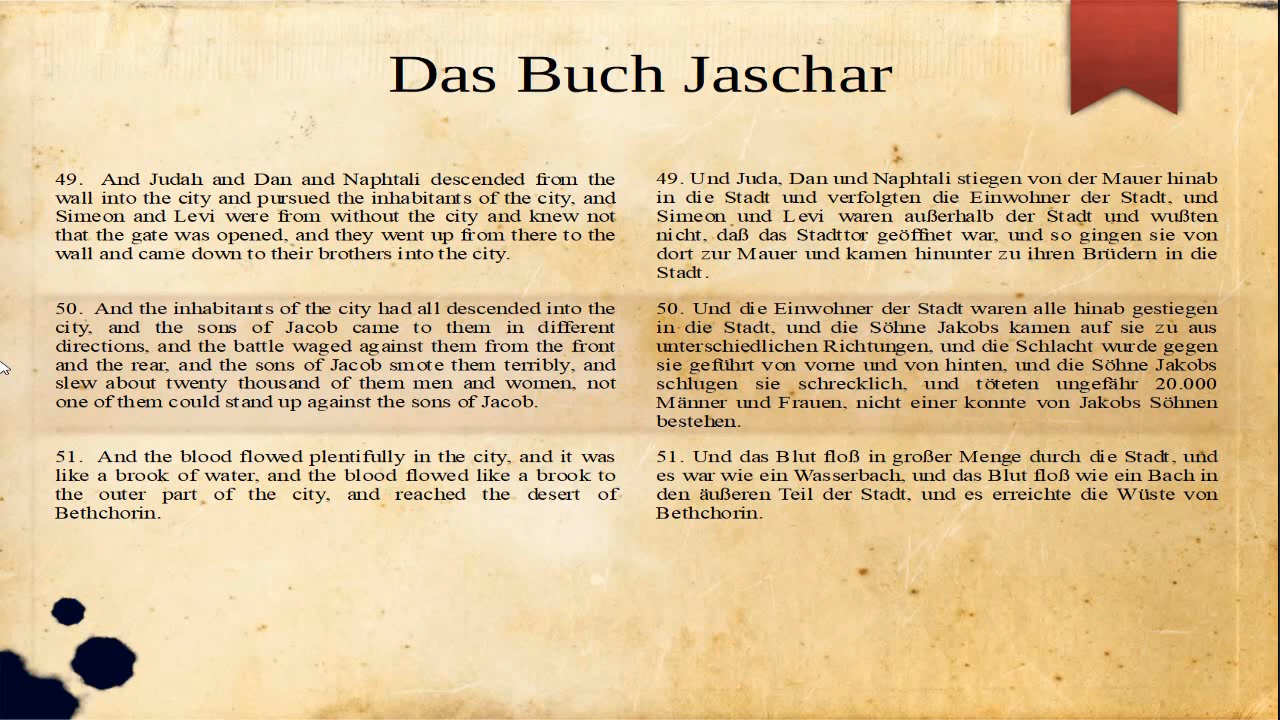 Das Buch Jaschar
49. And Judah and Dan and Naphtali descended from the
wall into the city and pursued the inhabitants of the city, and
Simeon and Levi were from without the city and knew not
that the gate was opened, and they went up from there to the
wall and came down to their brothers into the city.
50. And the inhabitants of the city had all descended into the
city, and the sons of Jacob came to them in different
directions, and the battle waged against them from the front
and the rear, and the sons of Jacob smote them terribly, and
slew about twenty thousand of them men and women, not
one of them could stand up against the sons of Jacob.
51. And the blood flowed plentifully in the city, and it was
like a brook of water, and the blood flowed like a brook to
the outer part of the city, and reached the desert of
Bethchorin.
49. Und Juda, Dan und Naphtali stiegen von der Mauer hinab
in die Stadt und verfolgten die Einwohner der Stadt, und
Simeon und Levi waren außerhalb der Stadt und wußten
nicht, daß das Stadttor geöffnet war, und so gingen sie von
dort zur Mauer und kamen hinunter zu ihren Brüdern in die
Stadt.
50. Und die Einwohner der Stadt waren alle hinab gestiegen
in die Stadt, und die Söhne Jakobs kamen auf sie zu aus
unterschiedlichen Richtungen, und die Schlacht wurde gegen
sie geführt von vorne und von hinten, und die Söhne Jakobs
schlugen sie schrecklich, und töteten ungefähr 20.000
Männer und Frauen, nicht einer konnte von Jakobs Söhnen
bestehen.
51. Und das Blut floß in großer Menge durch die Stadt, und
es war wie ein Wasserbach, und das Blut floß wie ein Bach in
den äußeren Teil der Stadt, und es erreichte die Wüste von
Bethchorin.